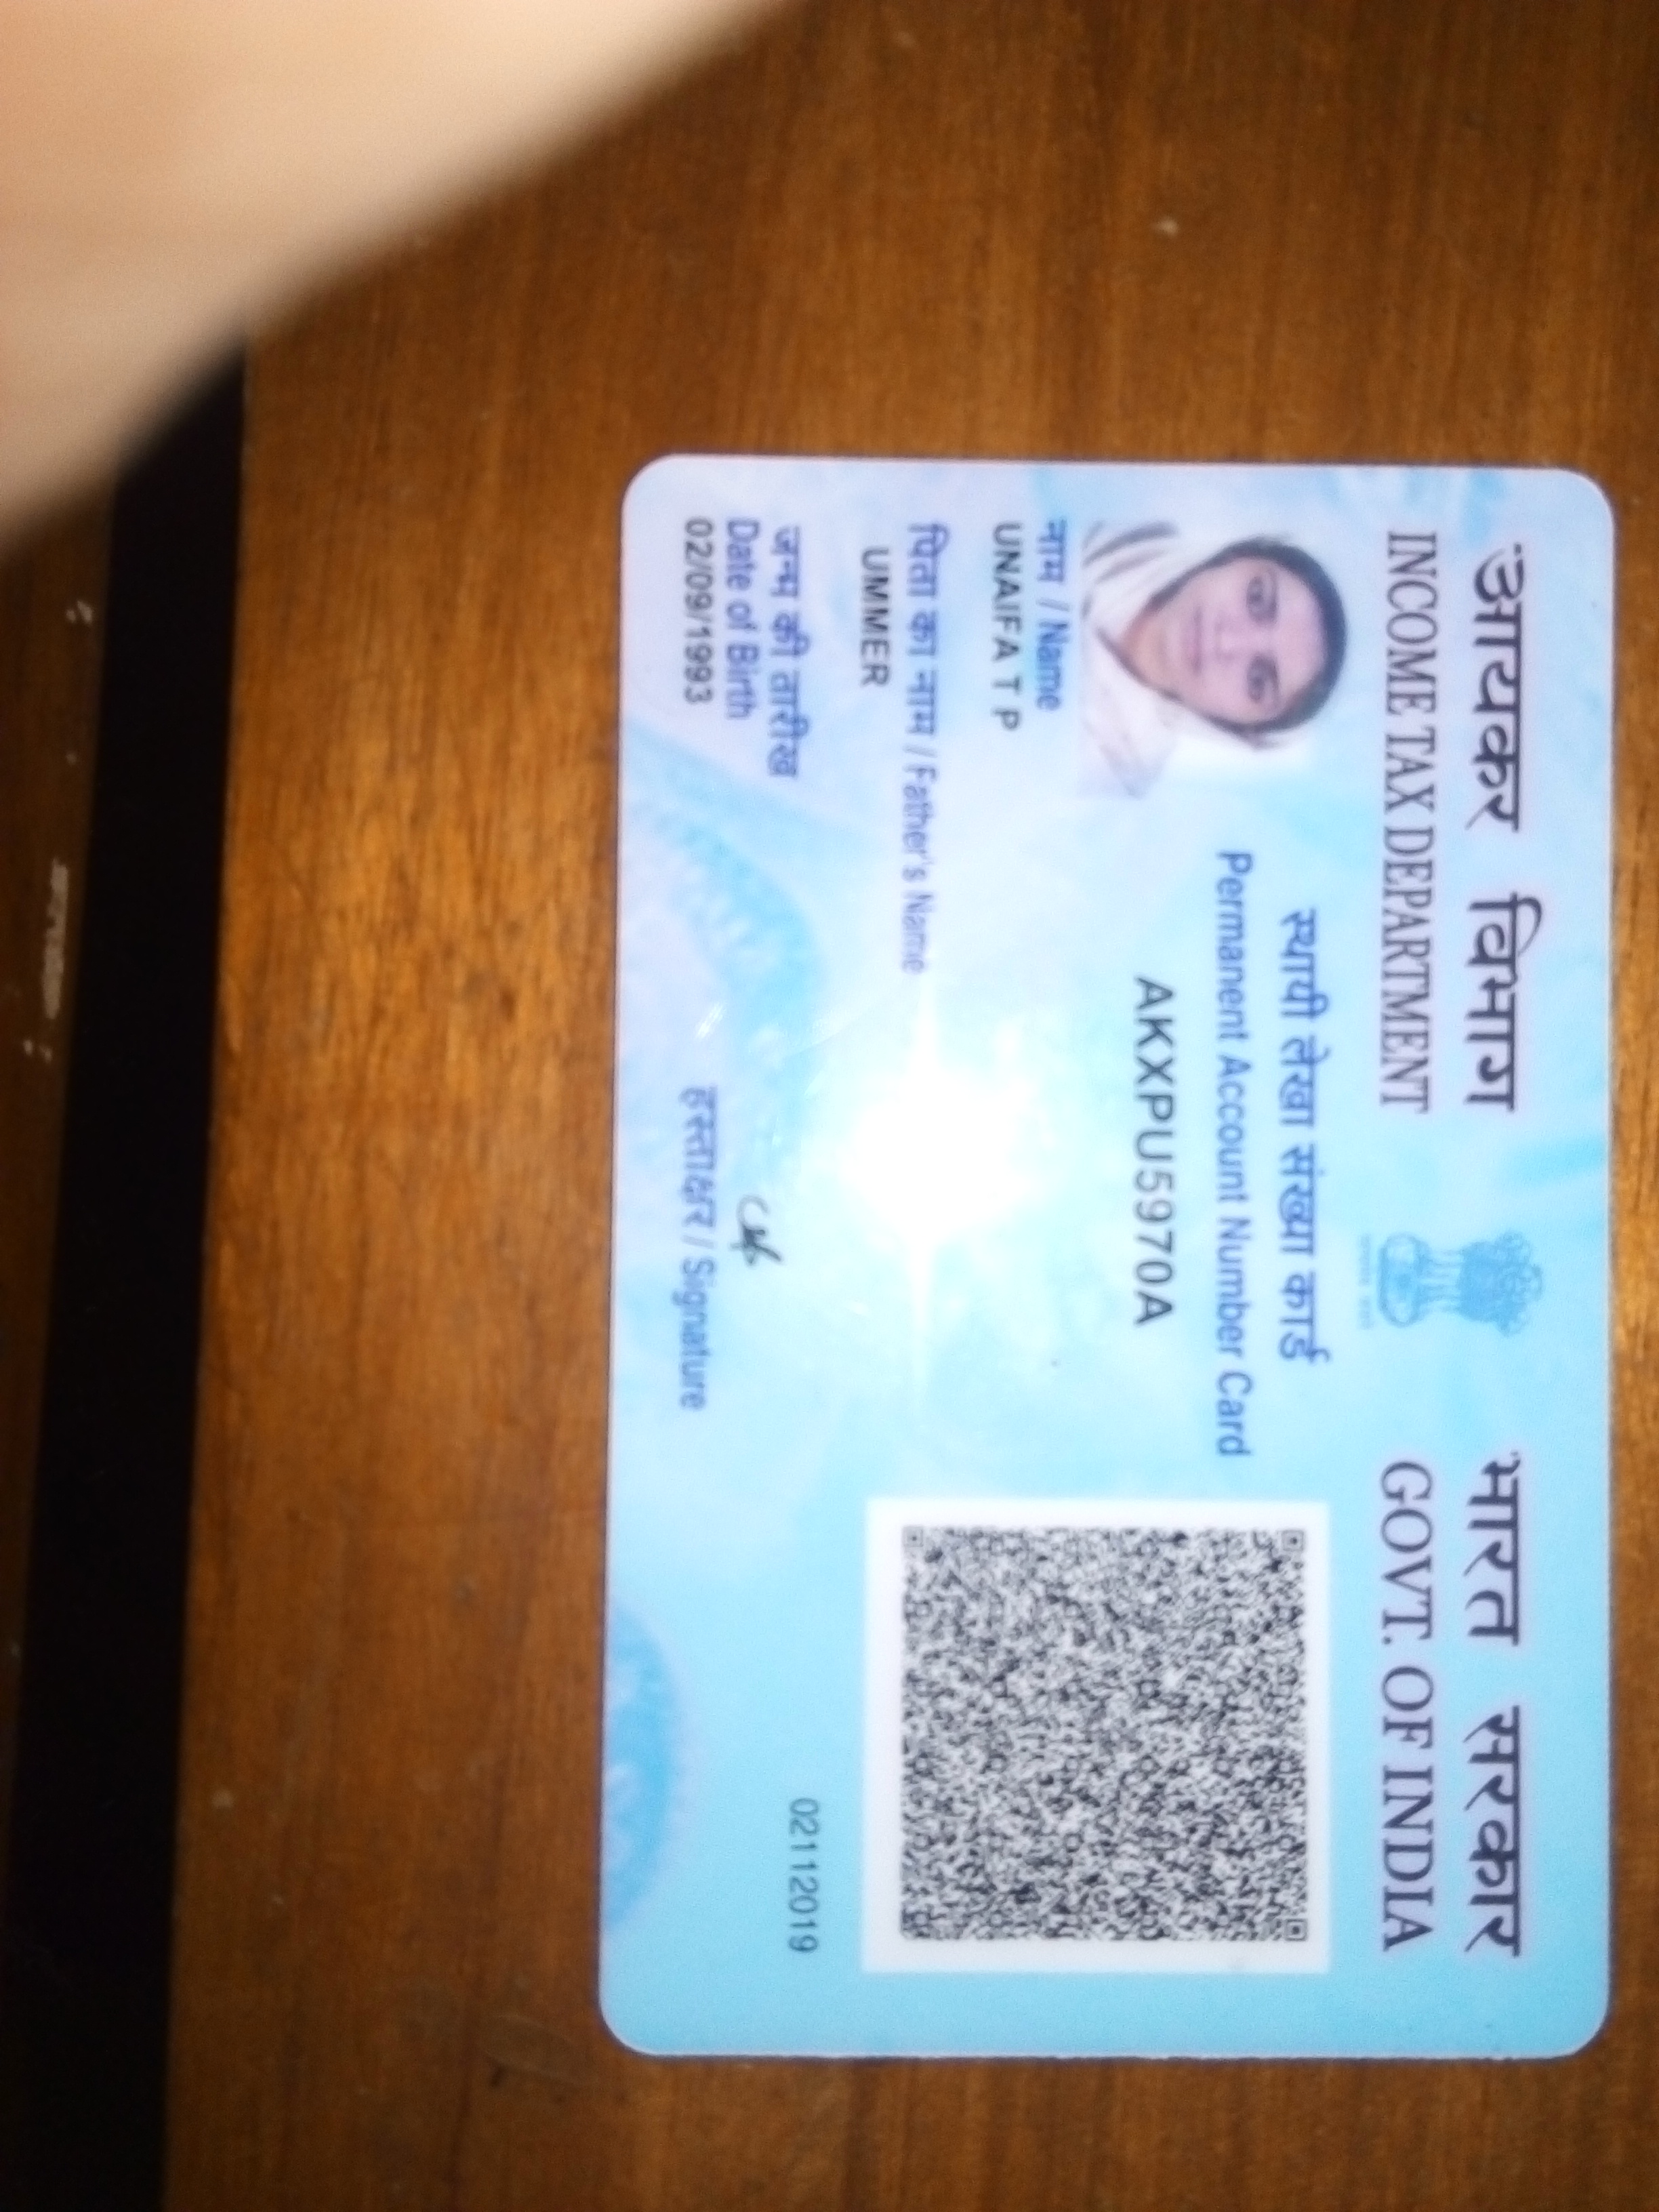 आयकर विभाग
INCOME TAX DEPARTMENT
भारत सरकार
GOVT. OF INDIA
स्थायी लेखा संख्या कार्ड
Permanent Account Number Card
AKXPU5970A
नाम / Name
UNAIFA T P
पिता का नाम / Father's Name
UMMER
जन्म की तारीख
Date of Birth
02/09/1993
हस्ताक्षर / Signature
02112019